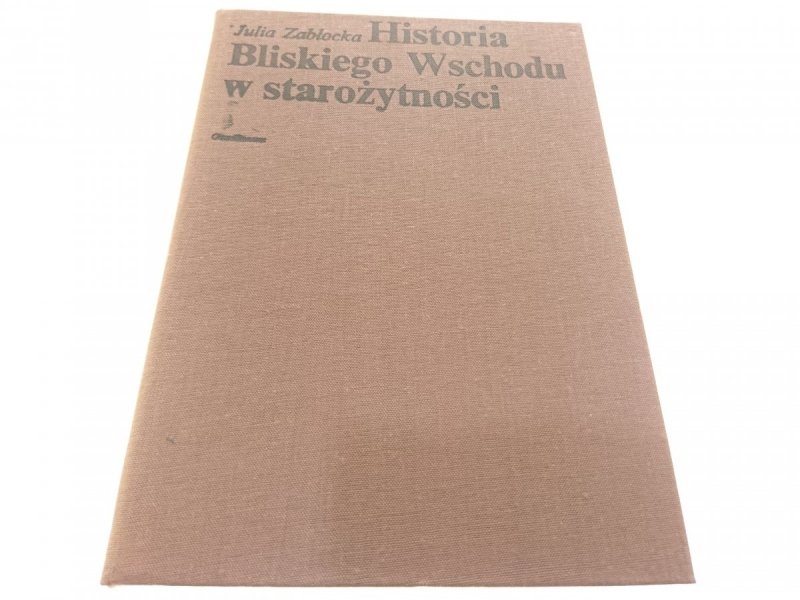 Julia Zabłocka Historia
Bliskiego Wschodu
w starożytności